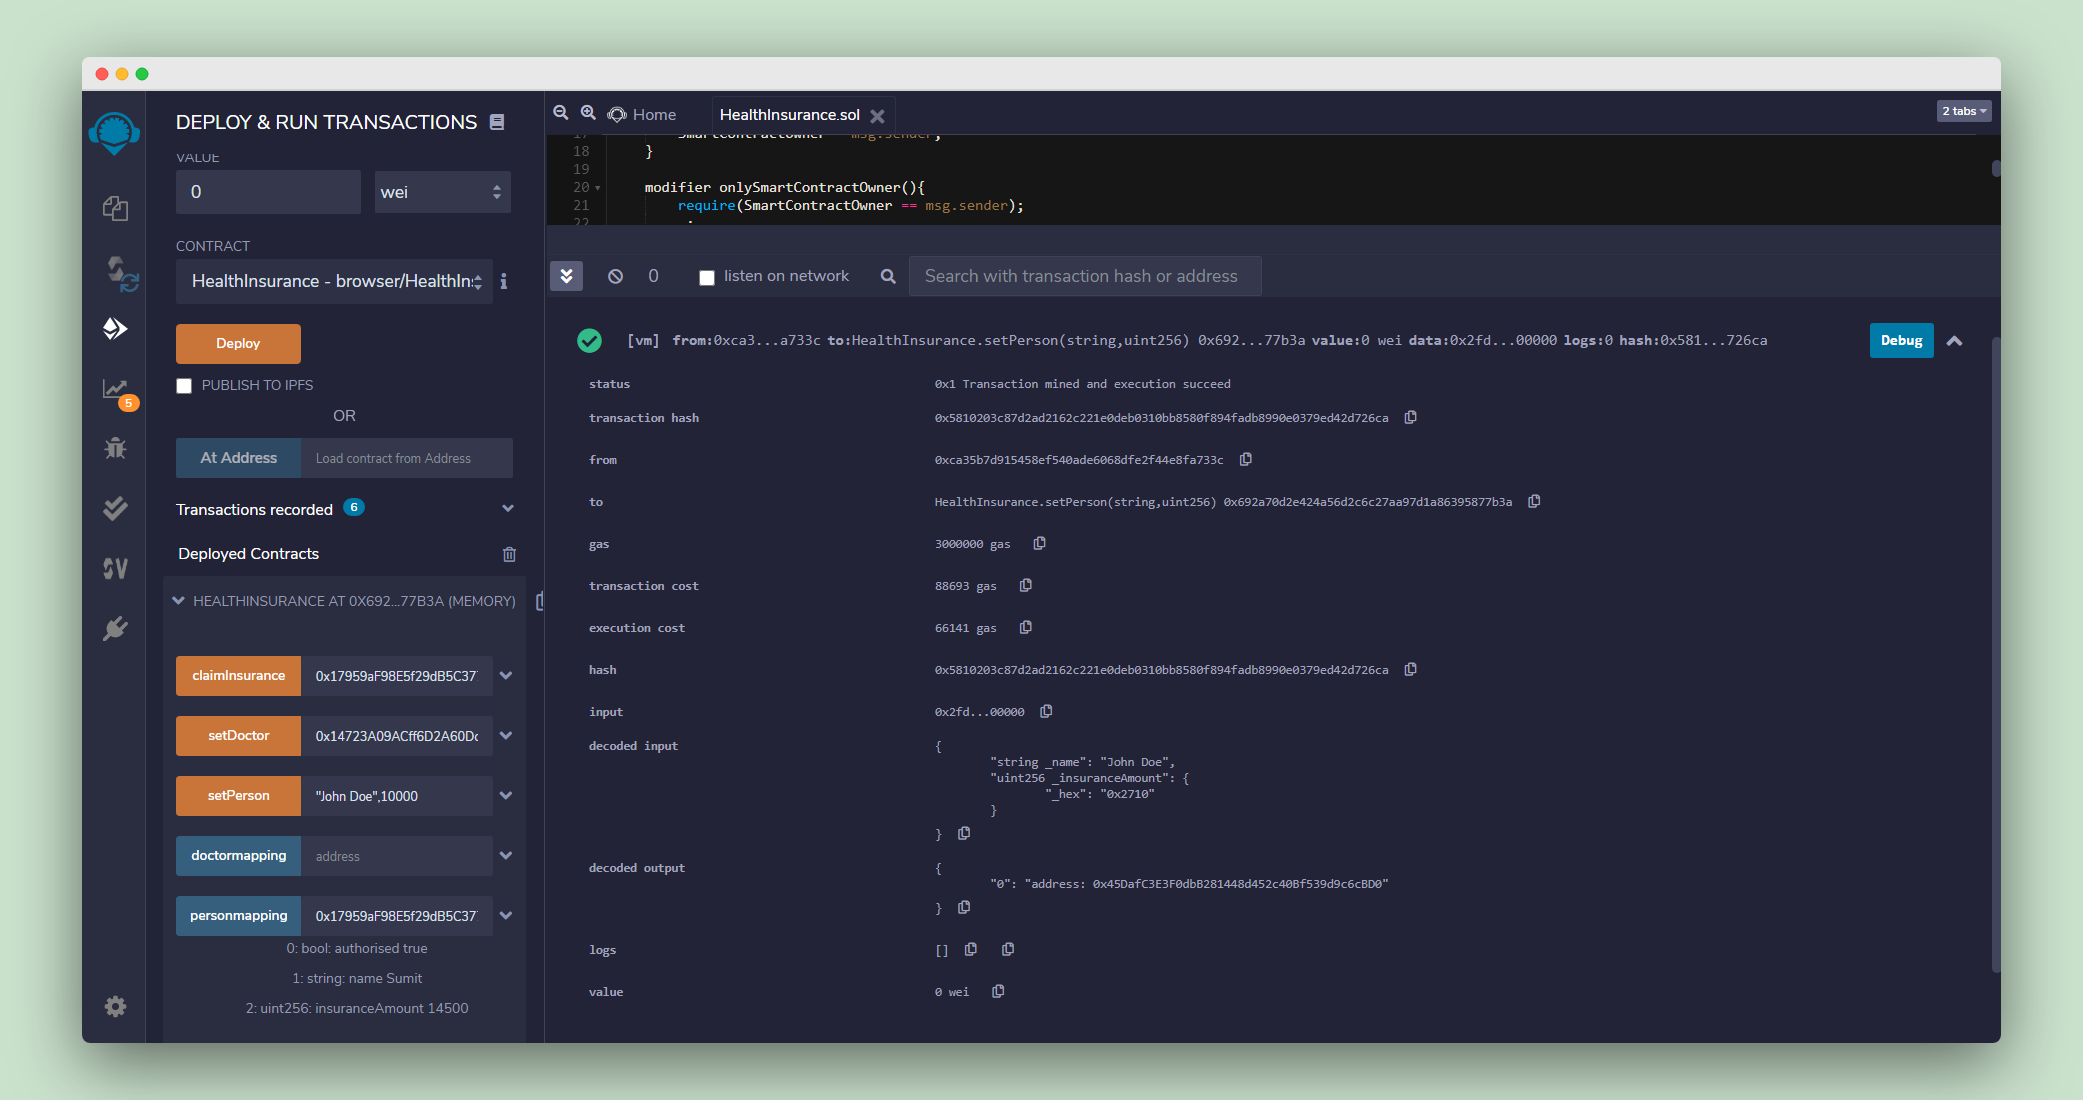 DEPLOY & RUN TRANSACTIONS
VALUE
0
wei
CONTRACT
HealthInsurance - browser/HealthIn
Deploy
PUBLISH TO IPFS
OR
At Address
Load contract from Address
Transactions recorded 6
Deployed Contracts
HEALTHINSURANCE AT 0X692...77B3A (MEMORY)
claimInsurance 0x17959aF98E5f29dB5C37
setDoctor 0x14723A09ACff6D2A60Dc
setPerson "John Doe",10000
doctormapping address
personmapping 0x17959aF98E5f29dB5C37
0: bool: authorised true
1: string: name Sumit
2: uint256: insuranceAmount 14500
5
Home
HealthInsurance.sol
2 tabs
17 SmartContractOwner = msg.sender;
18 }
19
20 modifier onlySmartContractOwner(){
21 require(SmartContractOwner == msg.sender);
22
0
listen on network
Search with transaction hash or address
[vm] from:0xca3...a733c to:HealthInsurance.setPerson(string,uint256) 0x692...77b3a value:0 wei data:0x2fd...00000 logs:0 hash:0x581...726ca
Debug
status 0x1 Transaction mined and execution succeed
transaction hash 0x5810203c87d2ad2162c221e0deb0310bb8580f894fadb8990e0379ed42d726ca
from 0xca35b7d915458ef540ade6068dfe2f44e8fa733c
to HealthInsurance.setPerson(string,uint256) 0x692a70d2e424a56d2c6c27aa97d1a86395877b3a
gas 3000000 gas
transaction cost 88693 gas
execution cost 66141 gas
hash 0x5810203c87d2ad2162c221e0deb0310bb8580f894fadb8990e0379ed42d726ca
input 0x2fd...00000
decoded input {
"string _name": "John Doe",
"uint256 _insuranceAmount": {
"_hex": "0x2710"
}
}
decoded output {
"0": "address: 0x45DafC3E3F0dbB281448d452c40Bf539d9c6cBD0"
}
logs []
value 0 wei